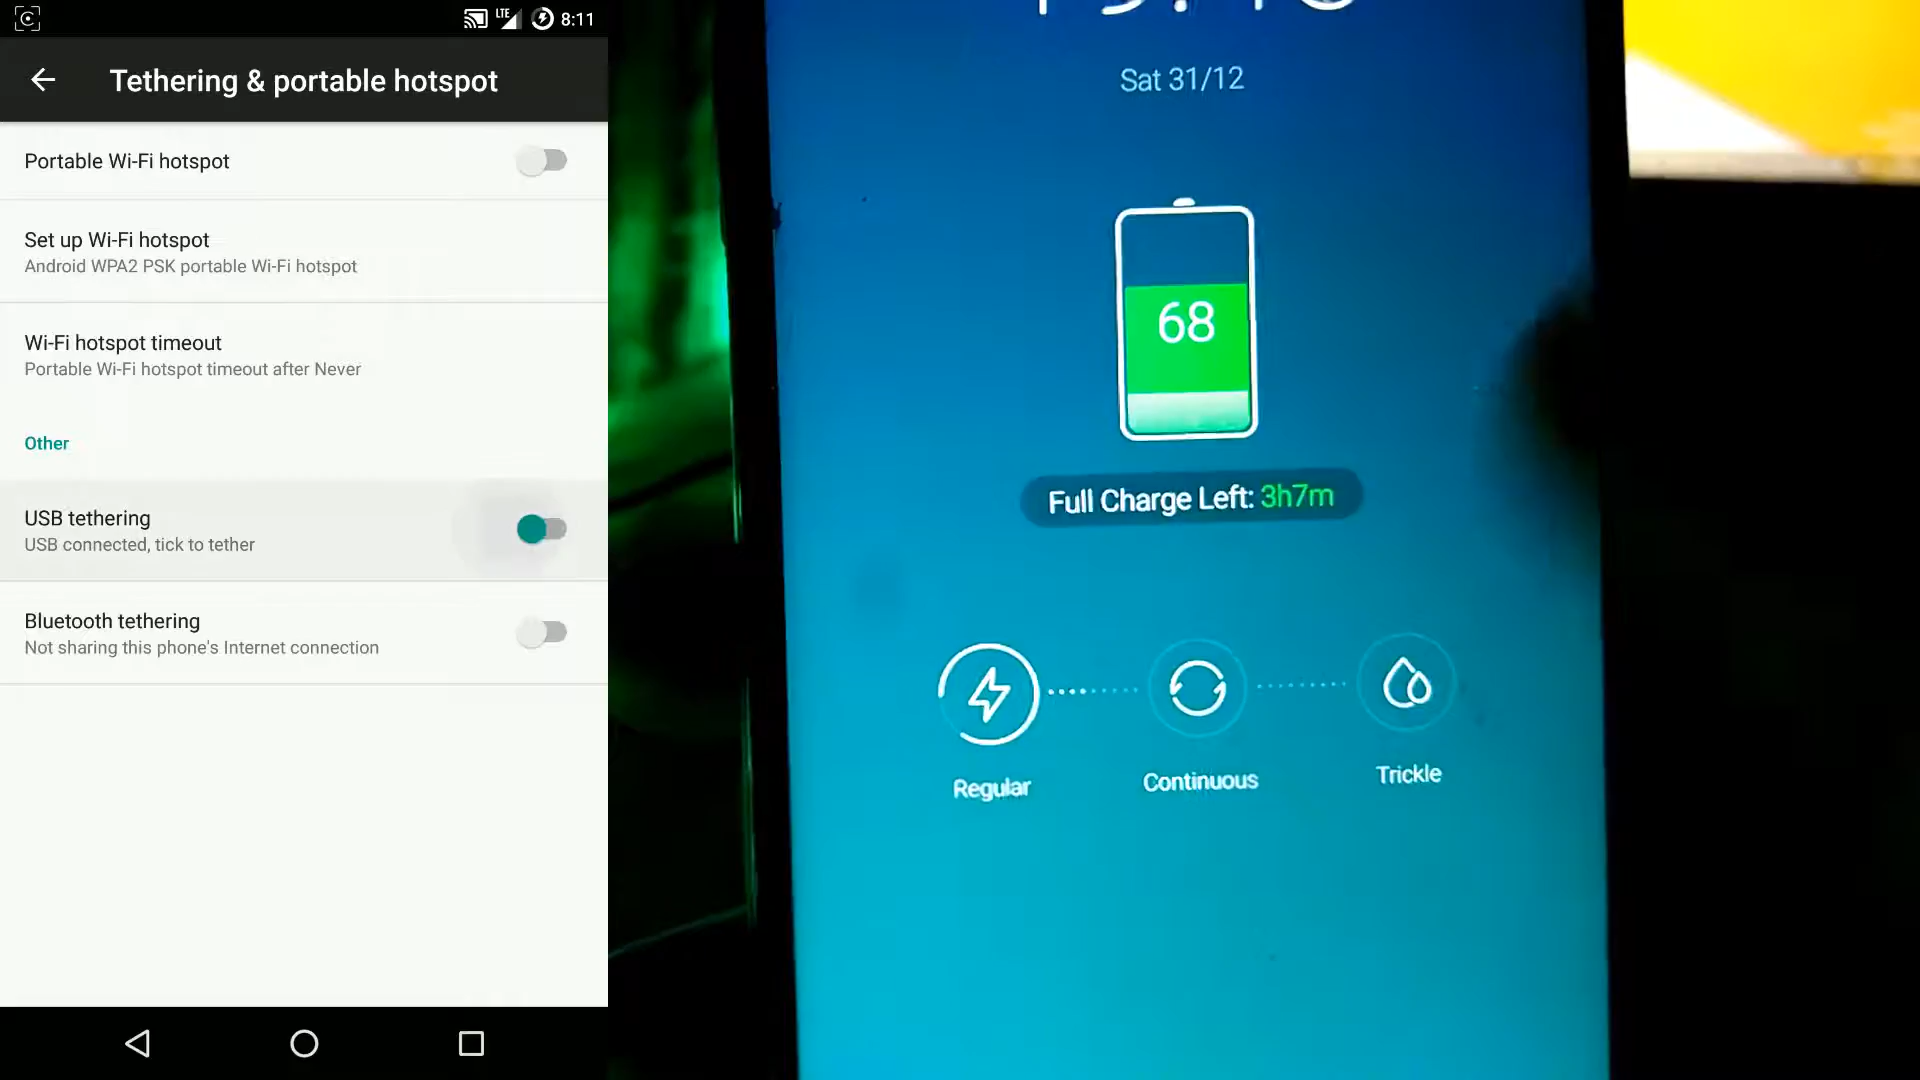 LTE 8:11
Tethering & portable hotspot
Portable Wi-Fi hotspot
Set up Wi-Fi hotspot
Android WPA2 PSK portable Wi-Fi hotspot
Wi-Fi hotspot timeout
Portable Wi-Fi hotspot timeout after Never
Other
USB tethering
USB connected, tick to tether
Bluetooth tethering
Not sharing this phone's Internet connection
Sat 31/12
68
Full Charge Left: 3h7m
Regular
Continuous
Trickle